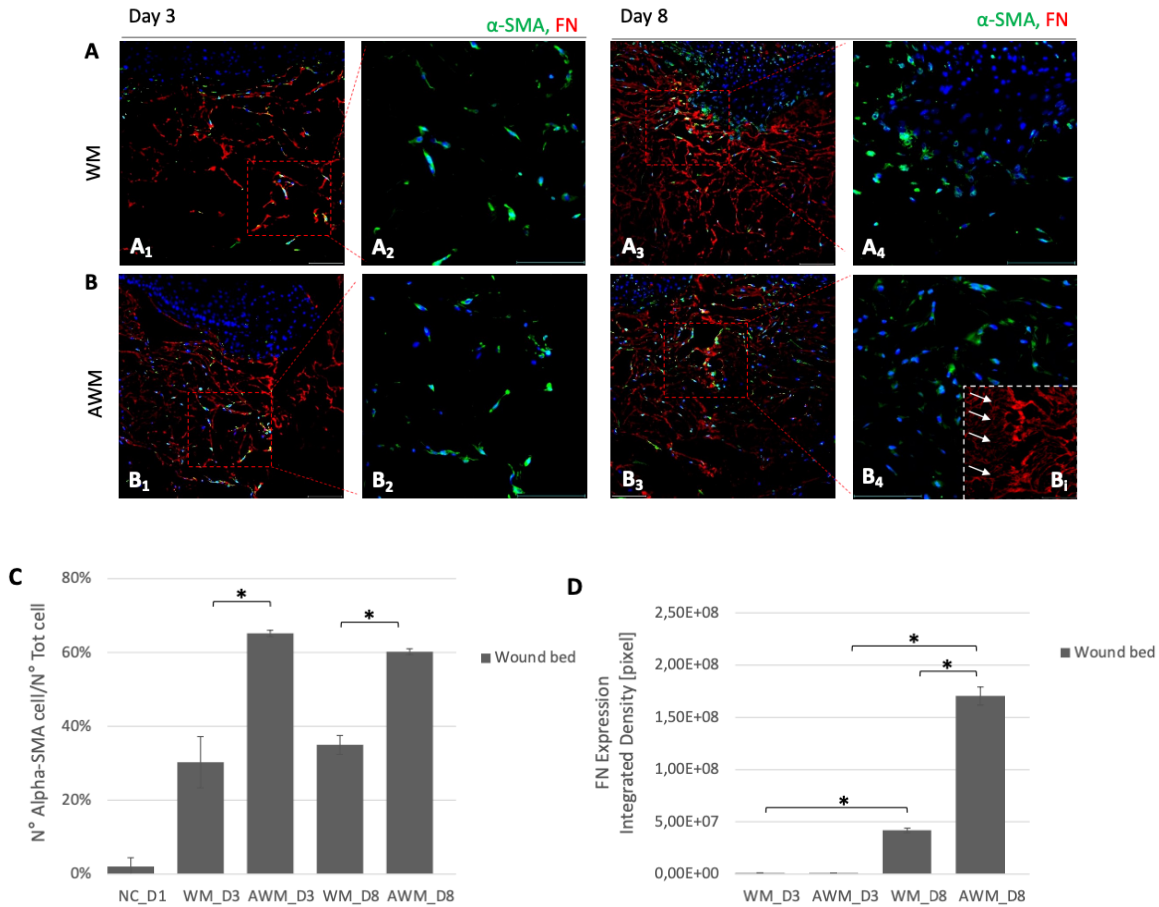 Day 3
α-SMA, FN
Day 8
α-SMA, FN
A
WM
A1
A2
A3
A4
B
AWM
B1
B2
B3
B4
Bi
C
N° Alpha-SMA cell/N° Tot cell
80%
60%
40%
20%
0%
*
*
NC_D1
WM_D3
AWM_D3
WM_D8
AWM_D8
Wound bed
D
FN Expression
Integrated Density [pixel]
2,50E+08
2,00E+08
1,50E+08
1,00E+08
5,00E+07
0,00E+00
*
*
*
WM_D3
AWM_D3
WM_D8
AWM_D8
Wound bed